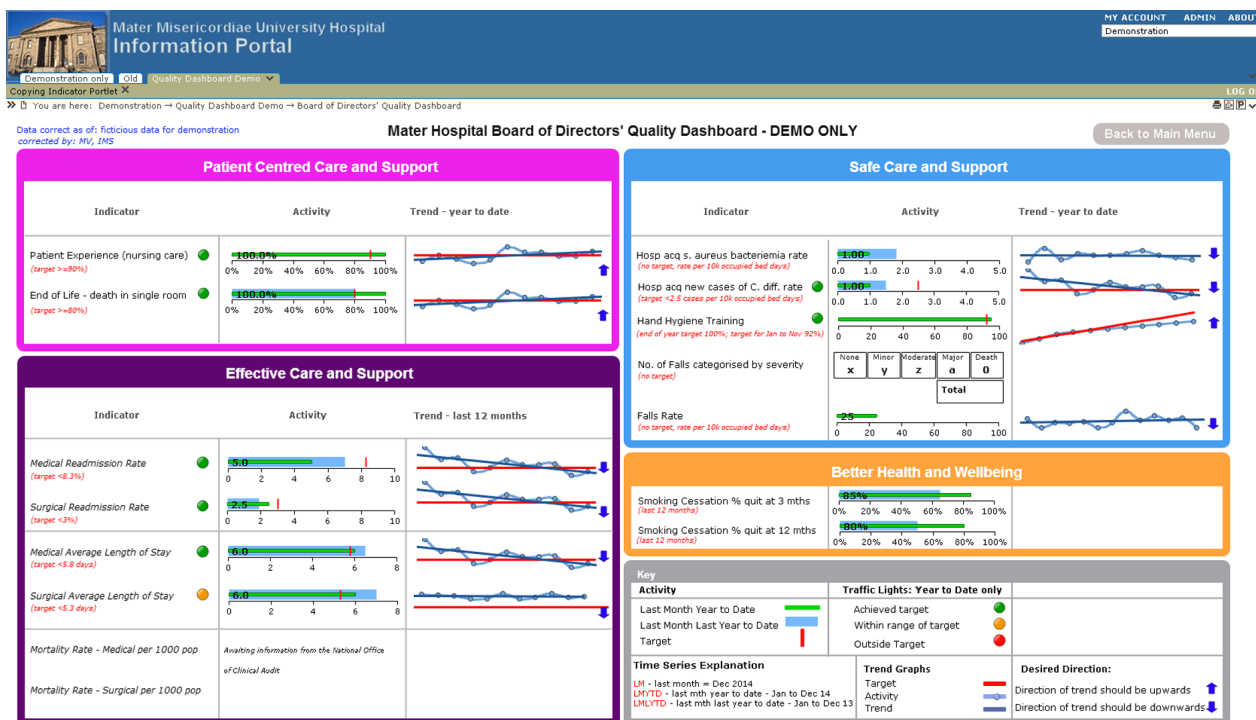 Mater Misericordiae University Hospital
Information Portal
MY ACCOUNT ADMIN ABOU
Demonstration
Demonstration only Old Quality Dashboard Demo
Copying Indicator Portlet X
LOG O
You are here: Demonstration → Quality Dashboard Demo → Board of Directors' Quality Dashboard
Data correct as of: ficticious data for demonstration
corrected by: MV, IMS
Mater Hospital Board of Directors' Quality Dashboard - DEMO ONLY
Back to Main Menu
Patient Centred Care and Support
Indicator Activity Trend - year to date
Patient Experience (nursing care) 100.0%
(target >=90%)
0% 20% 40% 60% 80% 100%
End of Life - death in single room 100.0%
(target >=80%)
0% 20% 40% 60% 80% 100%
Effective Care and Support
Indicator Activity Trend - last 12 months
Medical Readmission Rate 5.0
(target <8.3%)
0 2 4 6 8 10
Surgical Readmission Rate 2.5
(target <3%)
0 2 4 6 8 10
Medical Average Length of Stay 6.0
(target <5.8 days)
0 2 4 6 8
Surgical Average Length of Stay 6.0
(target <5.3 days)
0 2 4 6 8
Mortality Rate - Medical per 1000 pop
Awaiting information from the National Office
of Clinical Audit
Mortality Rate - Surgical per 1000 pop
Safe Care and Support
Indicator Activity Trend - year to date
Hosp acq s. aureus bacteriemia rate 1.00
(no target, rate per 10k occupied bed days)
0.0 1.0 2.0 3.0 4.0 5.0
Hosp acq new cases of C. diff. rate 1.00
(target <2.5 cases per 10k occupied bed days)
0.0 1.0 2.0 3.0 4.0 5.0
Hand Hygiene Training
(end of year target 100%; target for Jan to Nov 92%)
0 20 40 60 80 100
No. of Falls categorised by severity
(no target)
None Minor Moderate Major Death
x y z a 0
Total
Falls Rate 25
(no target, rate per 10k occupied bed days)
0 20 40 60 80 100
Better Health and Wellbeing
Smoking Cessation % quit at 3 mths 85%
(last 12 months)
0% 20% 40% 60% 80% 100%
Smoking Cessation % quit at 12 mths 80%
(last 12 months)
0% 20% 40% 60% 80% 100%
Key
Activity
Last Month Year to Date
Last Month Last Year to Date
Target
Traffic Lights: Year to Date only
Achieved target
Within range of target
Outside Target
Time Series Explanation
LM - last month = Dec 2014
LMYTD - last mth year to date - Jan to Dec 14
LMLYTD - last mth last year to date - Jan to Dec 13
Trend Graphs
Target
Activity
Trend
Desired Direction:
Direction of trend should be upwards
Direction of trend should be downwards